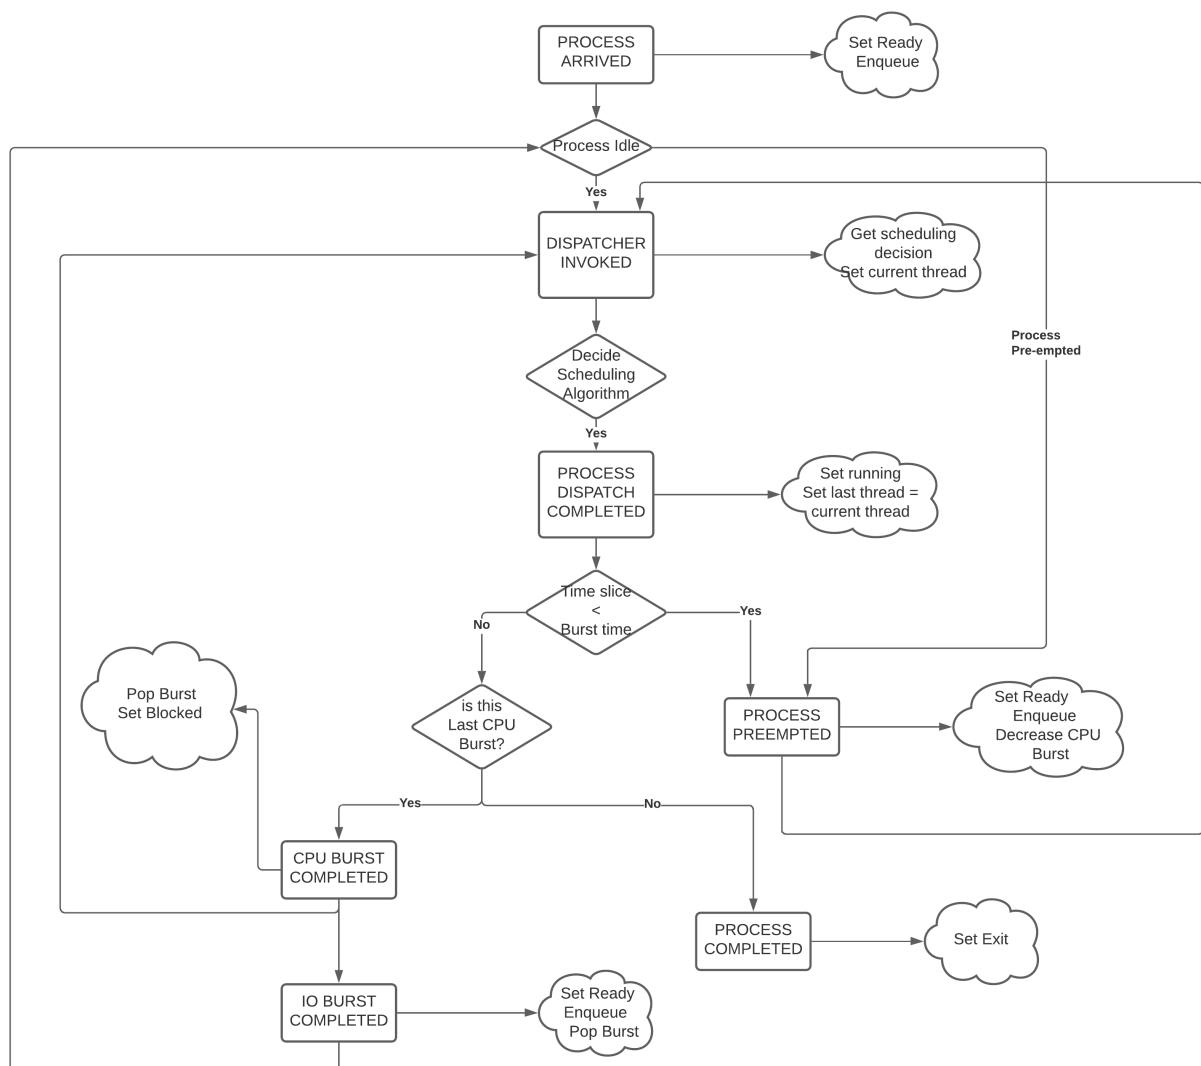 PROCESS
ARRIVED
Set Ready
Enqueue
Process Idle
Yes
DISPATCHER
INVOKED
Get scheduling
decision
Set current thread
Process
Pre-empted
Decide
Scheduling
Algorithm
Yes
PROCESS
DISPATCH
COMPLETED
Set running
Set last thread =
current thread
Time slice
<
Burst time
No
Yes
Pop Burst
Set Blocked
is this
Last CPU
Burst?
PROCESS
PREEMPTED
Set Ready
Enqueue
Decrease CPU
Burst
Yes
No
CPU BURST
COMPLETED
PROCESS
COMPLETED
Set Exit
IO BURST
COMPLETED
Set Ready
Enqueue
Pop Burst